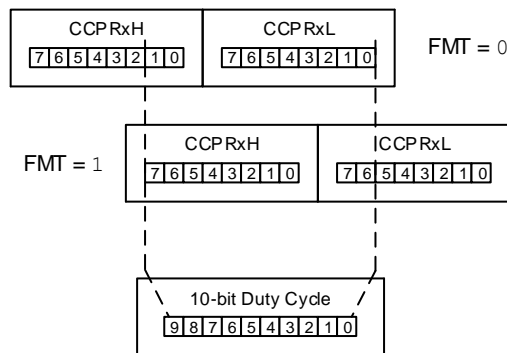 CCPRxH CCPRxL
7 6 5 4 3 2 1 0 7 6 5 4 3 2 1 0 FMT = 0
CCPRxH CCPRxL
FMT = 1 7 6 5 4 3 2 1 0 7 6 5 4 3 2 1 0
10-bit Duty Cycle
9 8 7 6 5 4 3 2 1 0